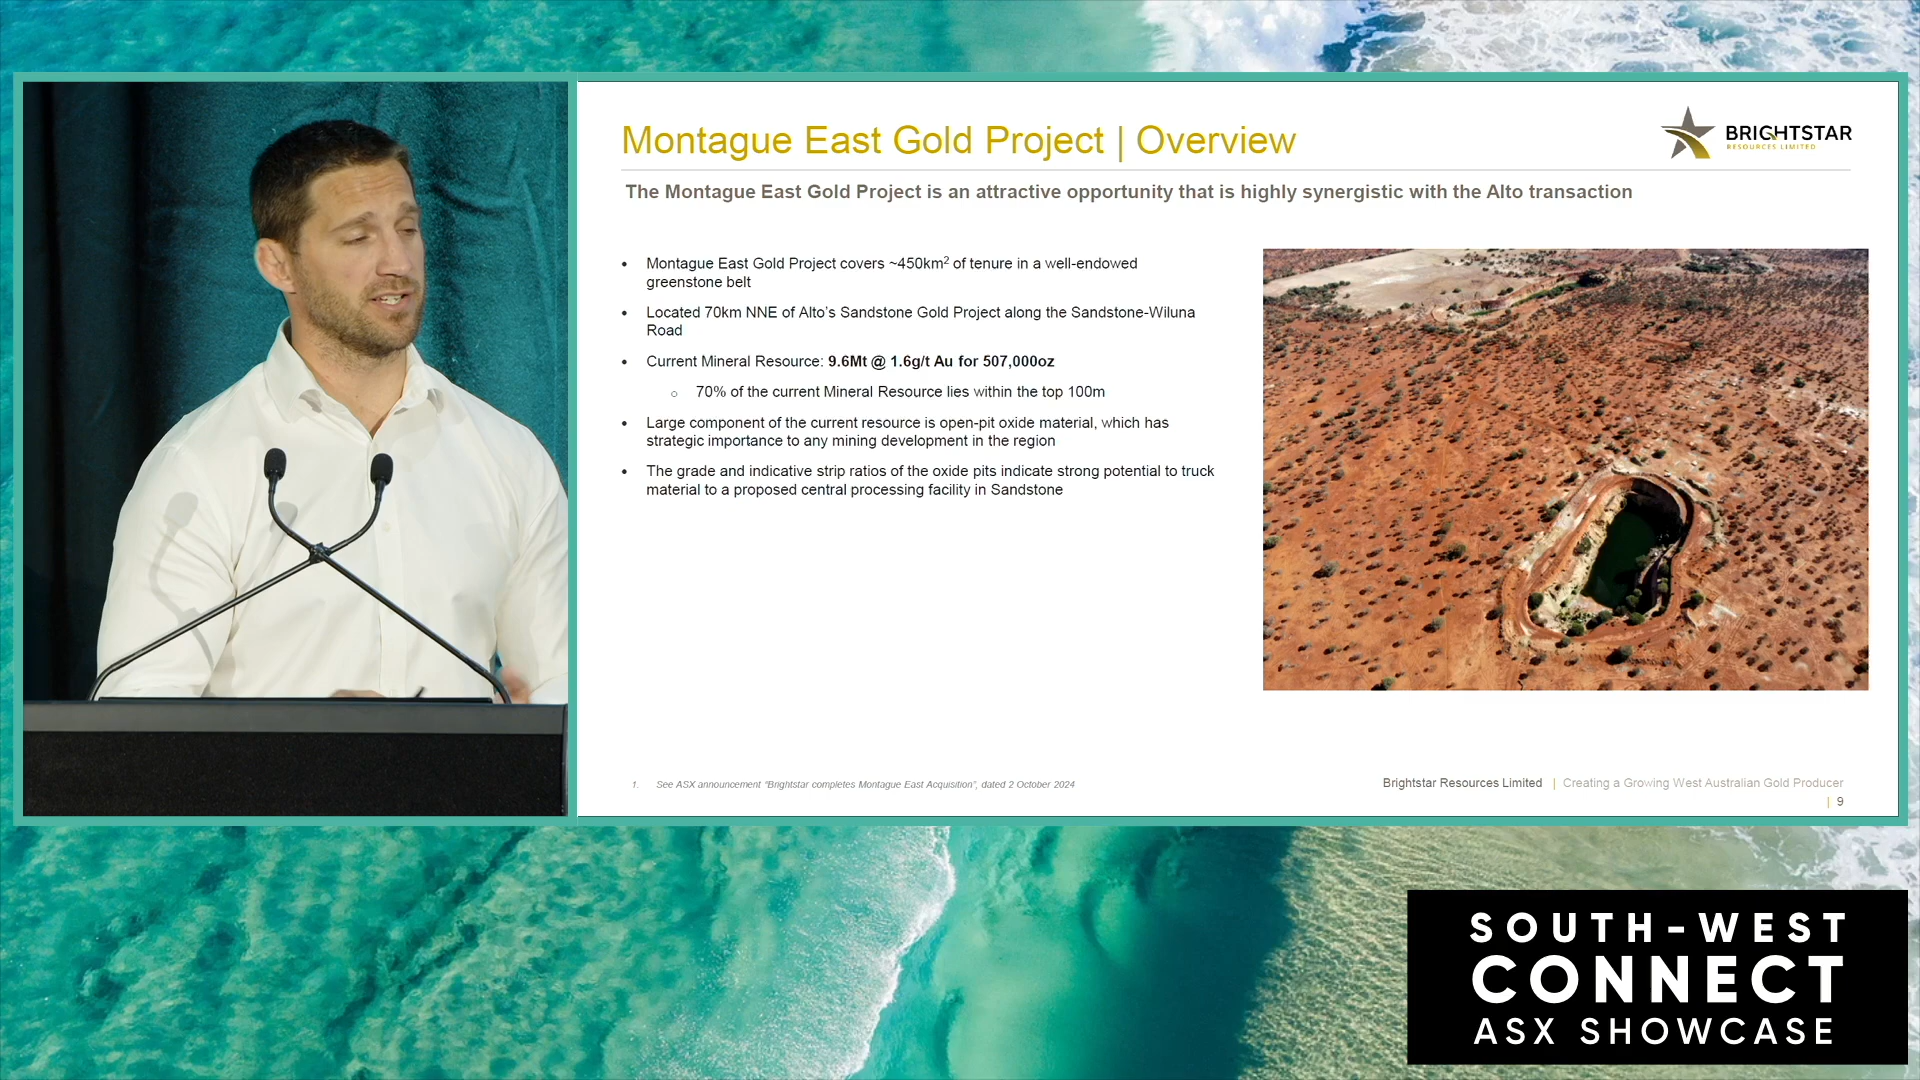 Montague East Gold Project | Overview
BRIGHTSTAR
RESOURCES LIMITED
The Montague East Gold Project is an attractive opportunity that is highly synergistic with the Alto transaction
• Montague East Gold Project covers ~450km² of tenure in a well-endowed
greenstone belt
• Located 70km NNE of Alto’s Sandstone Gold Project along the Sandstone-Wiluna
Road
• Current Mineral Resource: 9.6Mt @ 1.6g/t Au for 507,000oz
○ 70% of the current Mineral Resource lies within the top 100m
• Large component of the current resource is open-pit oxide material, which has
strategic importance to any mining development in the region
• The grade and indicative strip ratios of the oxide pits indicate strong potential to truck
material to a proposed central processing facility in Sandstone
1. See ASX announcement “Brightstar completes Montague East Acquisition”, dated 2 October 2024
Brightstar Resources Limited | Creating a Growing West Australian Gold Producer
| 9
SOUTH-WEST
CONNECT
ASX SHOWCASE